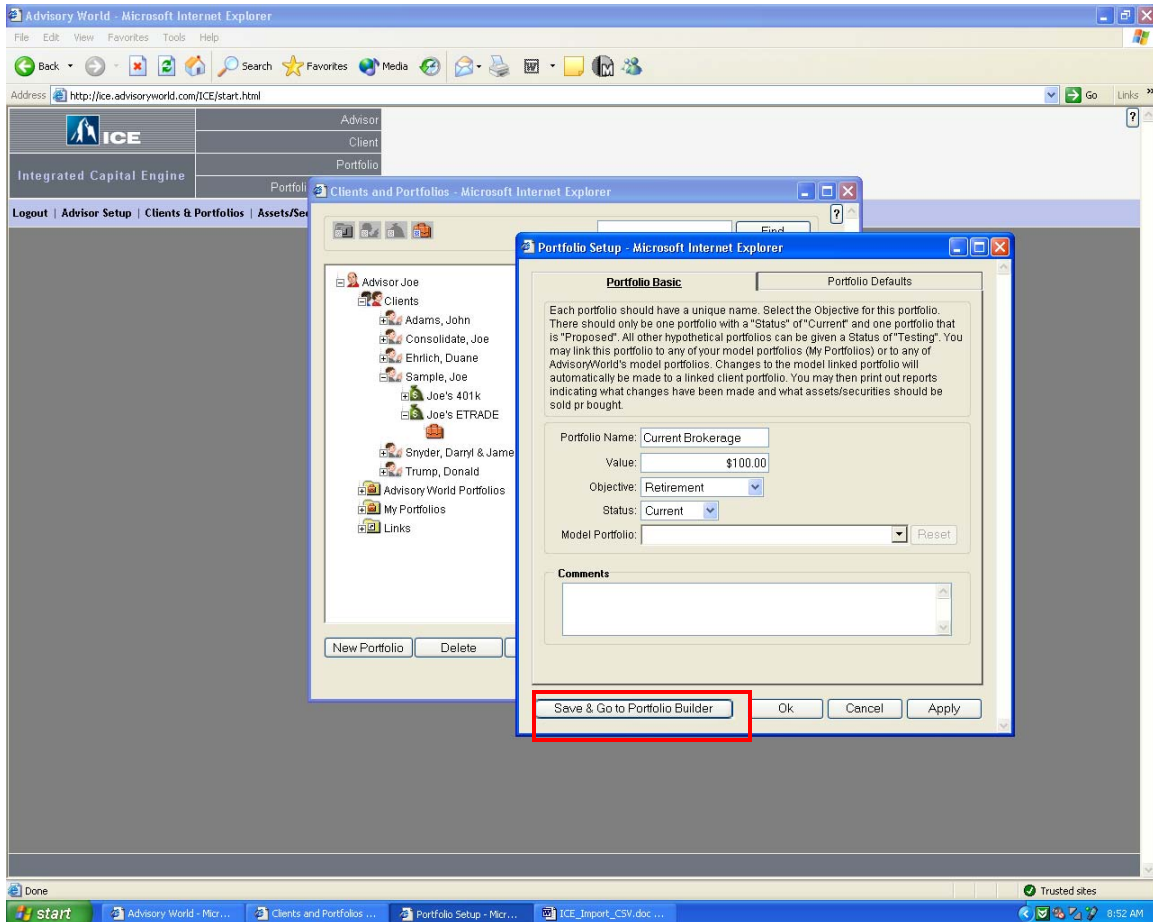 Advisory World - Microsoft Internet Explorer
File Edit View Favorites Tools Help
Back Search Favorites Media
Address http://ice.advisoryworld.com/ICE/start.html Go Links »
Advisor
ICE
Client
Portfolio
Integrated Capital Engine
Portfoli
Logout | Advisor Setup | Clients & Portfolios | Assets/Se
Clients and Portfolios - Microsoft Internet Explorer
Find
Advisor Joe
Clients
Adams, John
Consolidate, Joe
Ehrlich, Duane
Sample, Joe
Joe's 401k
Joe's ETRADE
Snyder, Darryl & Jame
Trump, Donald
Advisory World Portfolios
My Portfolios
Links
New Portfolio Delete
Portfolio Setup - Microsoft Internet Explorer
Portfolio Basic Portfolio Defaults
Each portfolio should have a unique name. Select the Objective for this portfolio.
There should only be one portfolio with a "Status" of "Current" and one portfolio that
is "Proposed". All other hypothetical portfolios can be given a Status of "Testing". You
may link this portfolio to any of your model portfolios (My Portfolios) or to any of
AdvisoryWorld's model portfolios. Changes to the model linked portfolio will
automatically be made to a linked client portfolio. You may then print out reports
indicating what changes have been made and what assets/securities should be
sold pr bought.
Portfolio Name: Current Brokerage
Value: $100.00
Objective: Retirement
Status: Current
Model Portfolio: Reset
Comments
Save & Go to Portfolio Builder Ok Cancel Apply
Done Trusted sites
start Advisory World - Micr... Clients and Portfolios ... Portfolio Setup - Micr... ICE_Import_CSV.doc ... 8:52 AM